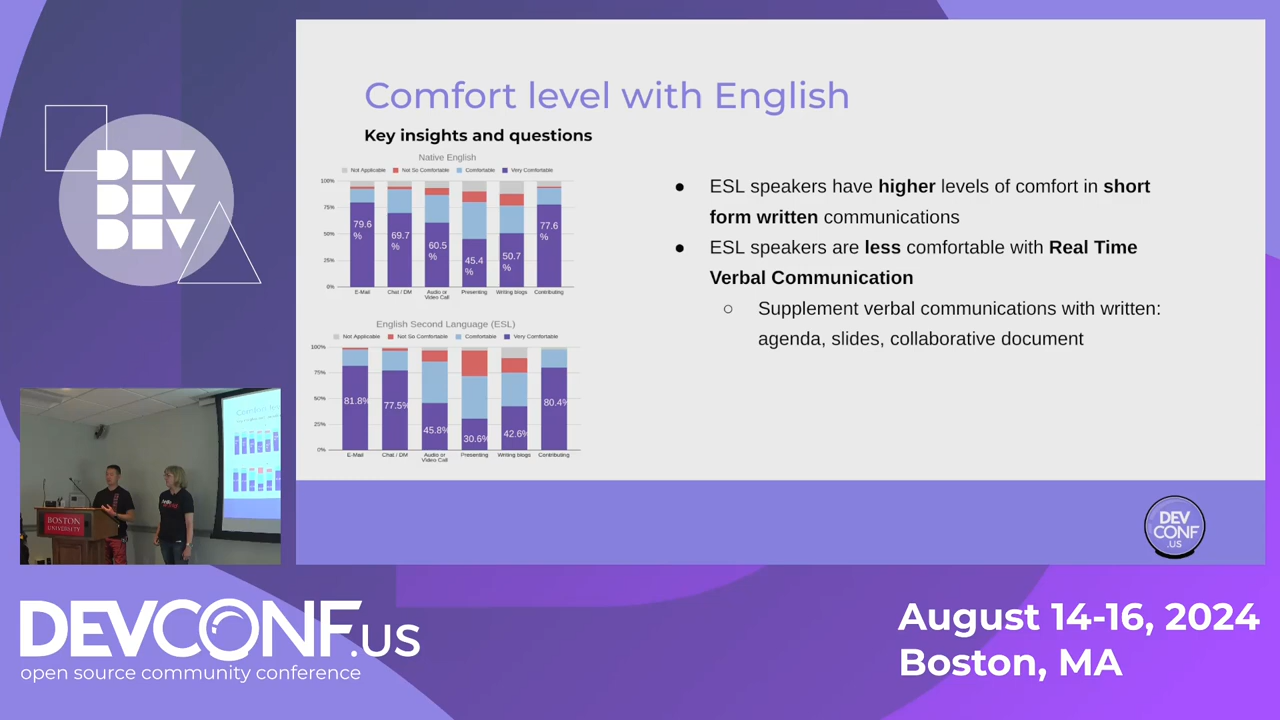 DEV
DEV
DEV
Comfort level with English
Key insights and questions
Native English
Not Applicable Not So Comfortable Comfortable Very Comfortable
100%
75%
50%
25%
0%
79.6
%
69.7
%
60.5
%
45.4
%
50.7
%
77.6
%
E-Mail Chat / DM Audio or Presenting Writing blogs Contributing
Video Call
English Second Language (ESL)
Not Applicable Not So Comfortable Comfortable Very Comfortable
100%
75%
50%
25%
0%
81.8% 77.5% 45.8% 30.6% 42.6% 80.4%
E-Mail Chat / DM Audio or Presenting Writing blogs Contributing
Video Call
● ESL speakers have higher levels of comfort in short
form written communications
● ESL speakers are less comfortable with Real Time
Verbal Communication
○ Supplement verbal communications with written:
agenda, slides, collaborative document
BOSTON
UNIVERSITY
DEV
CONF
.US
DEVCONF.US
open source community conference
August 14-16, 2024
Boston, MA